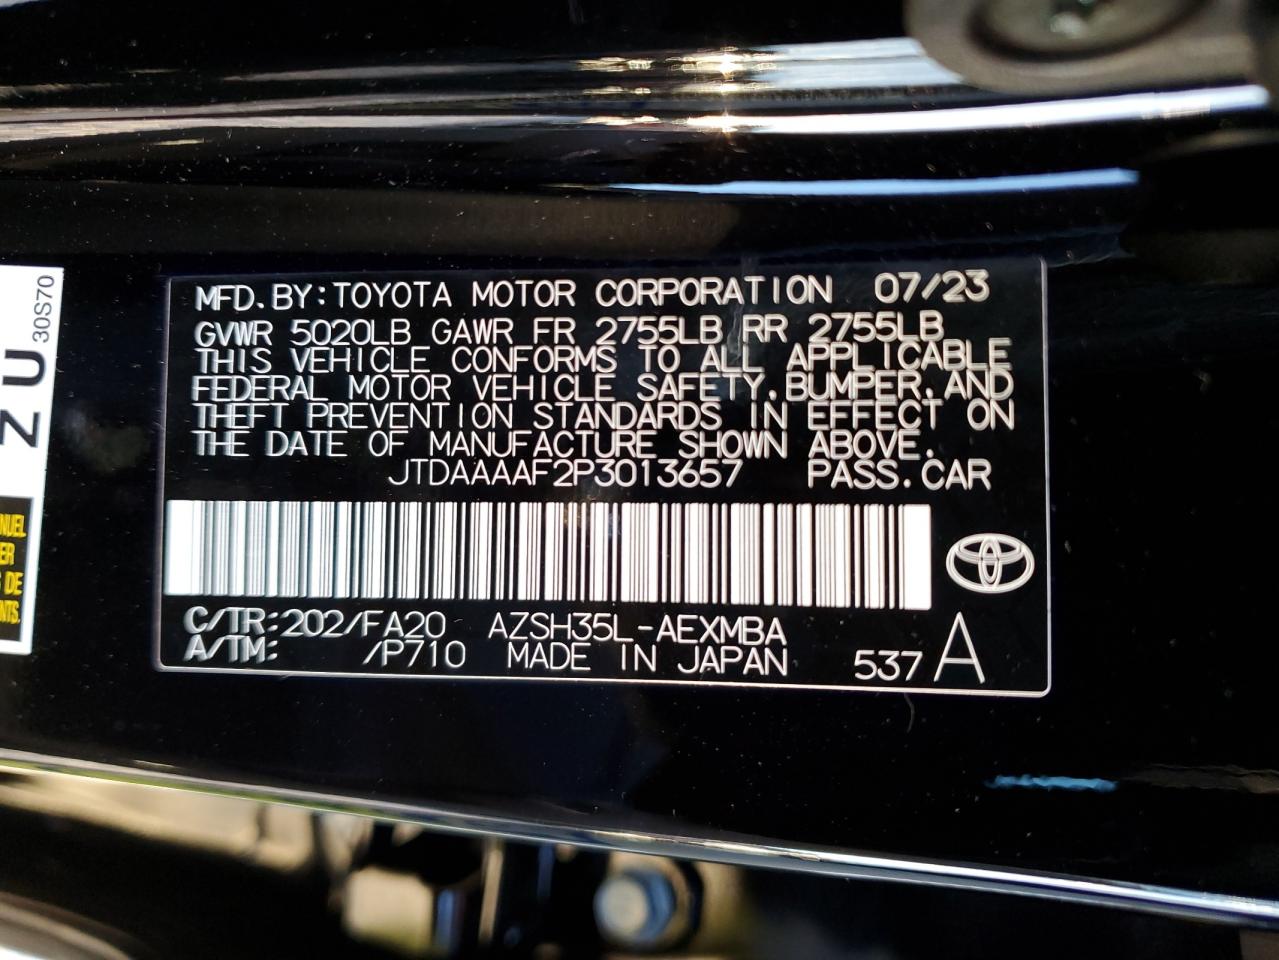 MFD.BY:TOYOTA MOTOR CORPORATION 07/23
GVWR 5020LB GAWR FR 2755LB RR 2755LB
THIS VEHICLE CONFORMS TO ALL APPLICABLE
FEDERAL MOTOR VEHICLE SAFETY,BUMPER,AND
THEFT PREVENTION STANDARDS IN EFFECT ON
THE DATE OF MANUFACTURE SHOWN ABOVE.
JTDAAAAF2P3013657 PASS.CAR
C/TR:202/FA20 AZSH35L-AEXMBA
A/TM: /P710 MADE IN JAPAN 537 A
ZU 30S70